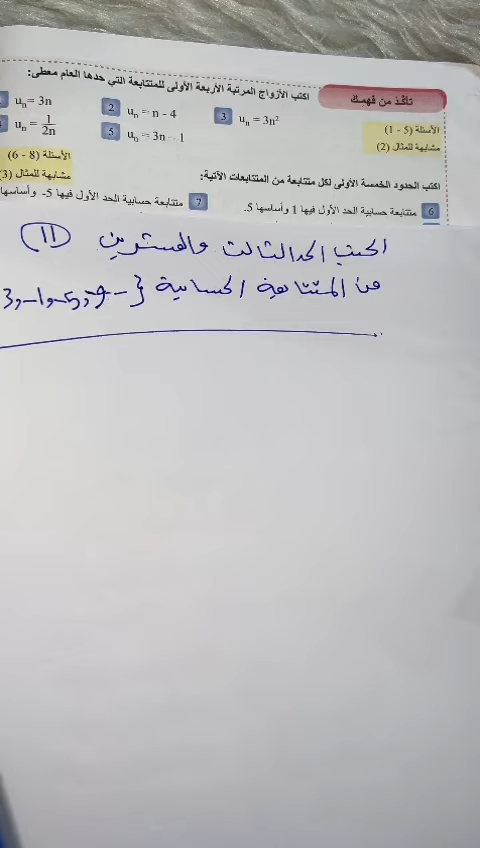 تأكد من فهمك
اكتب الأزواج المرتبة الأربعة الأولى للمتتابعة التي حدها العام معطى:
الأسئلة (5 - 1)
مشابهة للمثال (2)
uₙ = 3n
2 uₙ = n - 4
3 uₙ = 3n²
uₙ = 1/2n
5 uₙ = 3n - 1
اكتب الحدود الخمسة الأولى لكل متتابعة من المتتابعات الآتية:
الأسئلة (8 - 6)
مشابهة للمثال (3)
6 متتابعة حسابية الحد الأول فيها 1 وأساسها 5.
7 متتابعة حسابية الحد الأول فيها 5- وأساسها
11) اكتب الحد الثالث والعشرين
من المتتابعة الحسابية { 3,-1,-5,-9